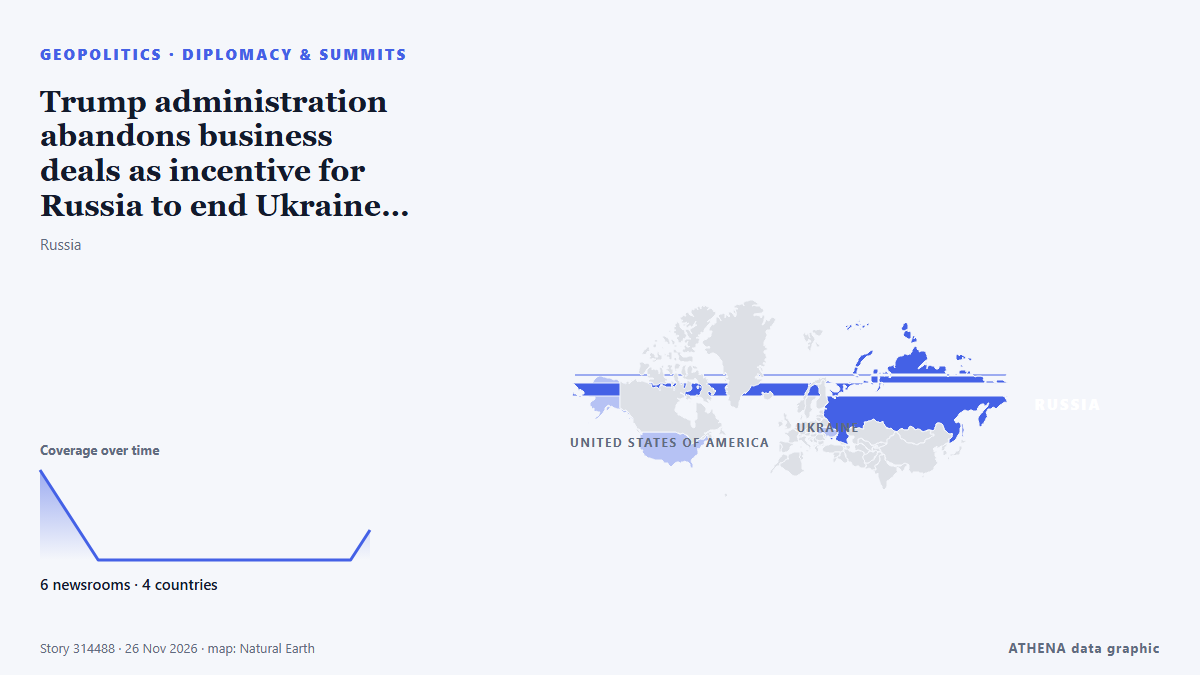 GEOPOLITICS · DIPLOMACY & SUMMITS
Trump administration
abandons business
deals as incentive for
Russia to end Ukraine...
Russia
UNITED STATES OF AMERICA
UKRAINE
RUSSIA
Coverage over time
6 newsrooms · 4 countries
Story 314488 · 26 Nov 2026 · map: Natural Earth
ATHENA data graphic